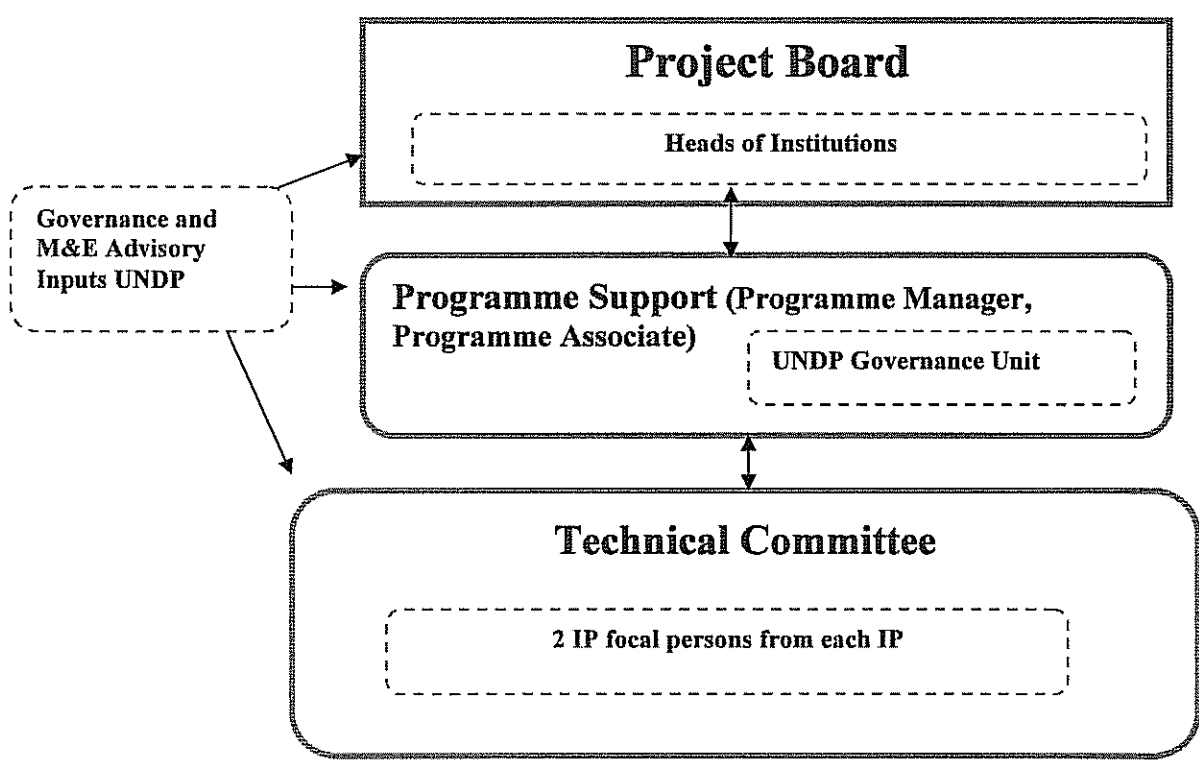 Project Board
Heads of Institutions
Governance and
M&E Advisory
Inputs UNDP
Programme Support (Programme Manager,
Programme Associate)
UNDP Governance Unit
Technical Committee
2 IP focal persons from each IP